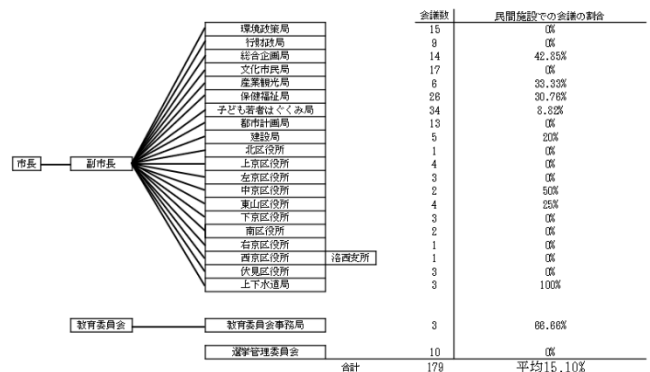 会議数 民間施設での会議の割合
環境政策局 15 0%
行財政局 9 0%
総合企画局 14 42.85%
文化市民局 17 0%
産業観光局 6 33.33%
保健福祉局 26 30.76%
子ども若者はぐくみ局 34 8.82%
都市計画局 13 0%
建設局 5 20%
北区役所 1 0%
市長 副市長 上京区役所 4 0%
左京区役所 3 0%
中京区役所 2 50%
東山区役所 4 25%
下京区役所 3 0%
南区役所 2 0%
右京区役所 1 0%
西京区役所 洛西支所 1 0%
伏見区役所 3 0%
上下水道局 3 100%
教育委員会 教育委員会事務局 3 66.66%
選挙管理委員会 10 0%
合計 179 平均15.10%